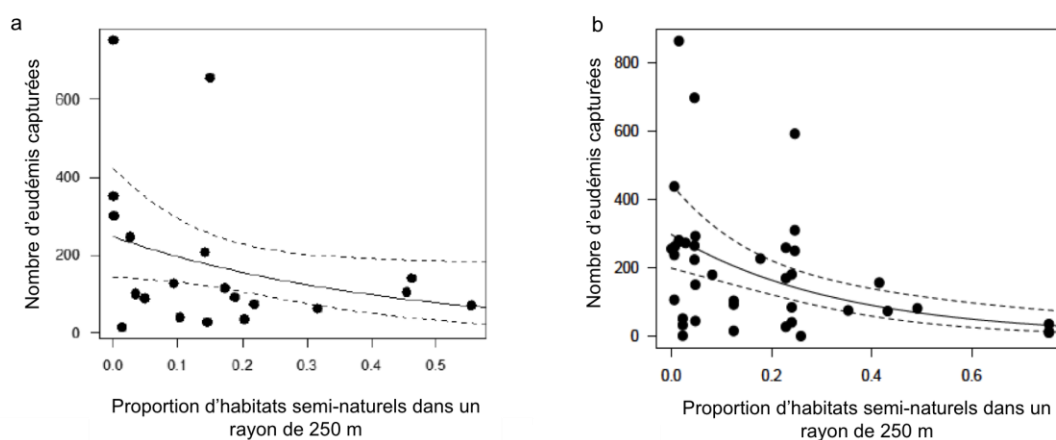 a
Nombre d'eudémis capturées
600
400
200
0
0.0 0.1 0.2 0.3 0.4 0.5
Proportion d'habitats semi-naturels dans un
rayon de 250 m
b
Nombre d'eudémis capturées
800
600
400
200
0
0.0 0.2 0.4 0.6
Proportion d'habitats semi-naturels dans un
rayon de 250 m